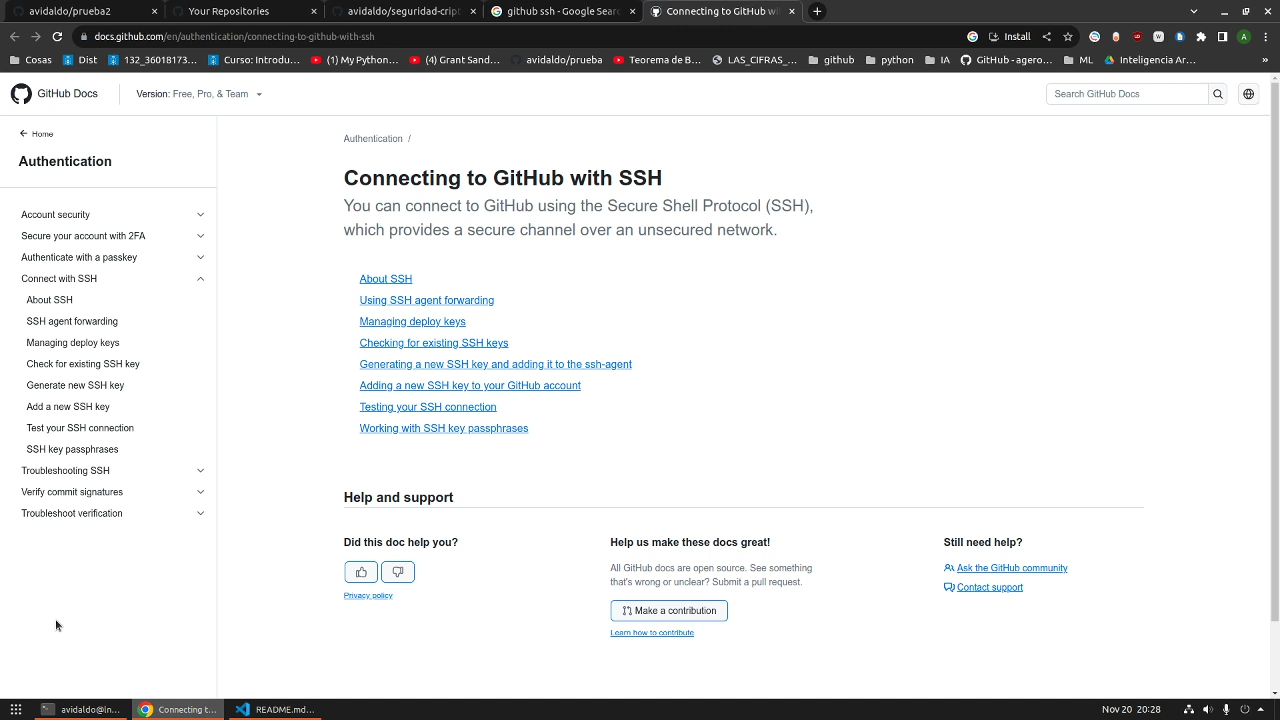 avidaldo/prueba2
Your Repositories
avidaldo/seguridad-cript
github ssh - Google Sear
Connecting to GitHub wi
docs.github.com/en/authentication/connecting-to-github-with-ssh
Install
A
Cosas
Dist
132_36018173...
Curso: Introdu...
(1) My Python...
(4) Grant Sand...
avidaldo/prueba
Teorema de B...
LAS_CIFRAS_...
github
python
IA
GitHub - agero...
ML
Inteligencia Ar...
»
GitHub Docs
Version: Free, Pro, & Team
Search GitHub Docs
Home
Authentication
Account security
Secure your account with 2FA
Authenticate with a passkey
Connect with SSH
About SSH
SSH agent forwarding
Managing deploy keys
Check for existing SSH key
Generate new SSH key
Add a new SSH key
Test your SSH connection
SSH key passphrases
Troubleshooting SSH
Verify commit signatures
Troubleshoot verification
Authentication /
Connecting to GitHub with SSH
You can connect to GitHub using the Secure Shell Protocol (SSH),
which provides a secure channel over an unsecured network.
About SSH
Using SSH agent forwarding
Managing deploy keys
Checking for existing SSH keys
Generating a new SSH key and adding it to the ssh-agent
Adding a new SSH key to your GitHub account
Testing your SSH connection
Working with SSH key passphrases
Help and support
Did this doc help you?
Privacy policy
Help us make these docs great!
All GitHub docs are open source. See something
that's wrong or unclear? Submit a pull request.
Make a contribution
Learn how to contribute
Still need help?
Ask the GitHub community
Contact support
avidaldo@ln...
Connecting t...
README.md...
Nov 20 20:28